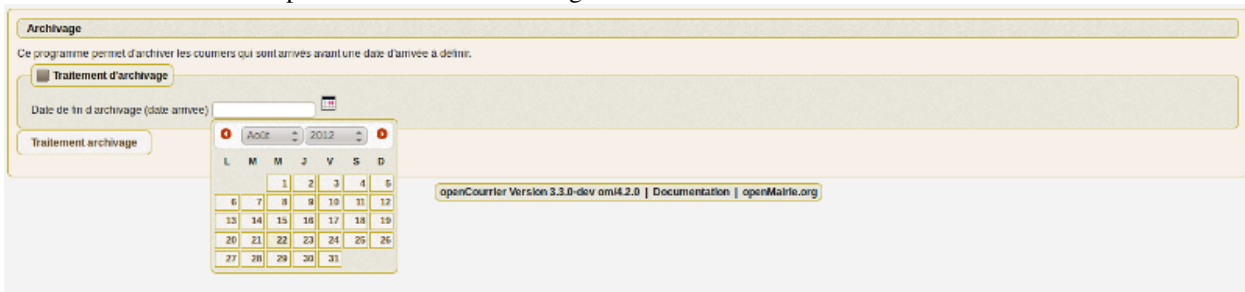 Archivage
Ce programme permet d'archiver les courriers qui sont arrivés avant une date d'arrivée à définir.
Traitement d'archivage
Date de fin d'archivage (date arrivée)
Août 2012
L M M J V S D
1 2 3 4 5
6 7 8 9 10 11 12
13 14 15 16 17 18 19
20 21 22 23 24 25 26
27 28 29 30 31
Traitement archivage
openCourrier Version 3.3.0-dev om/4.2.0 | Documentation | openMairie.org